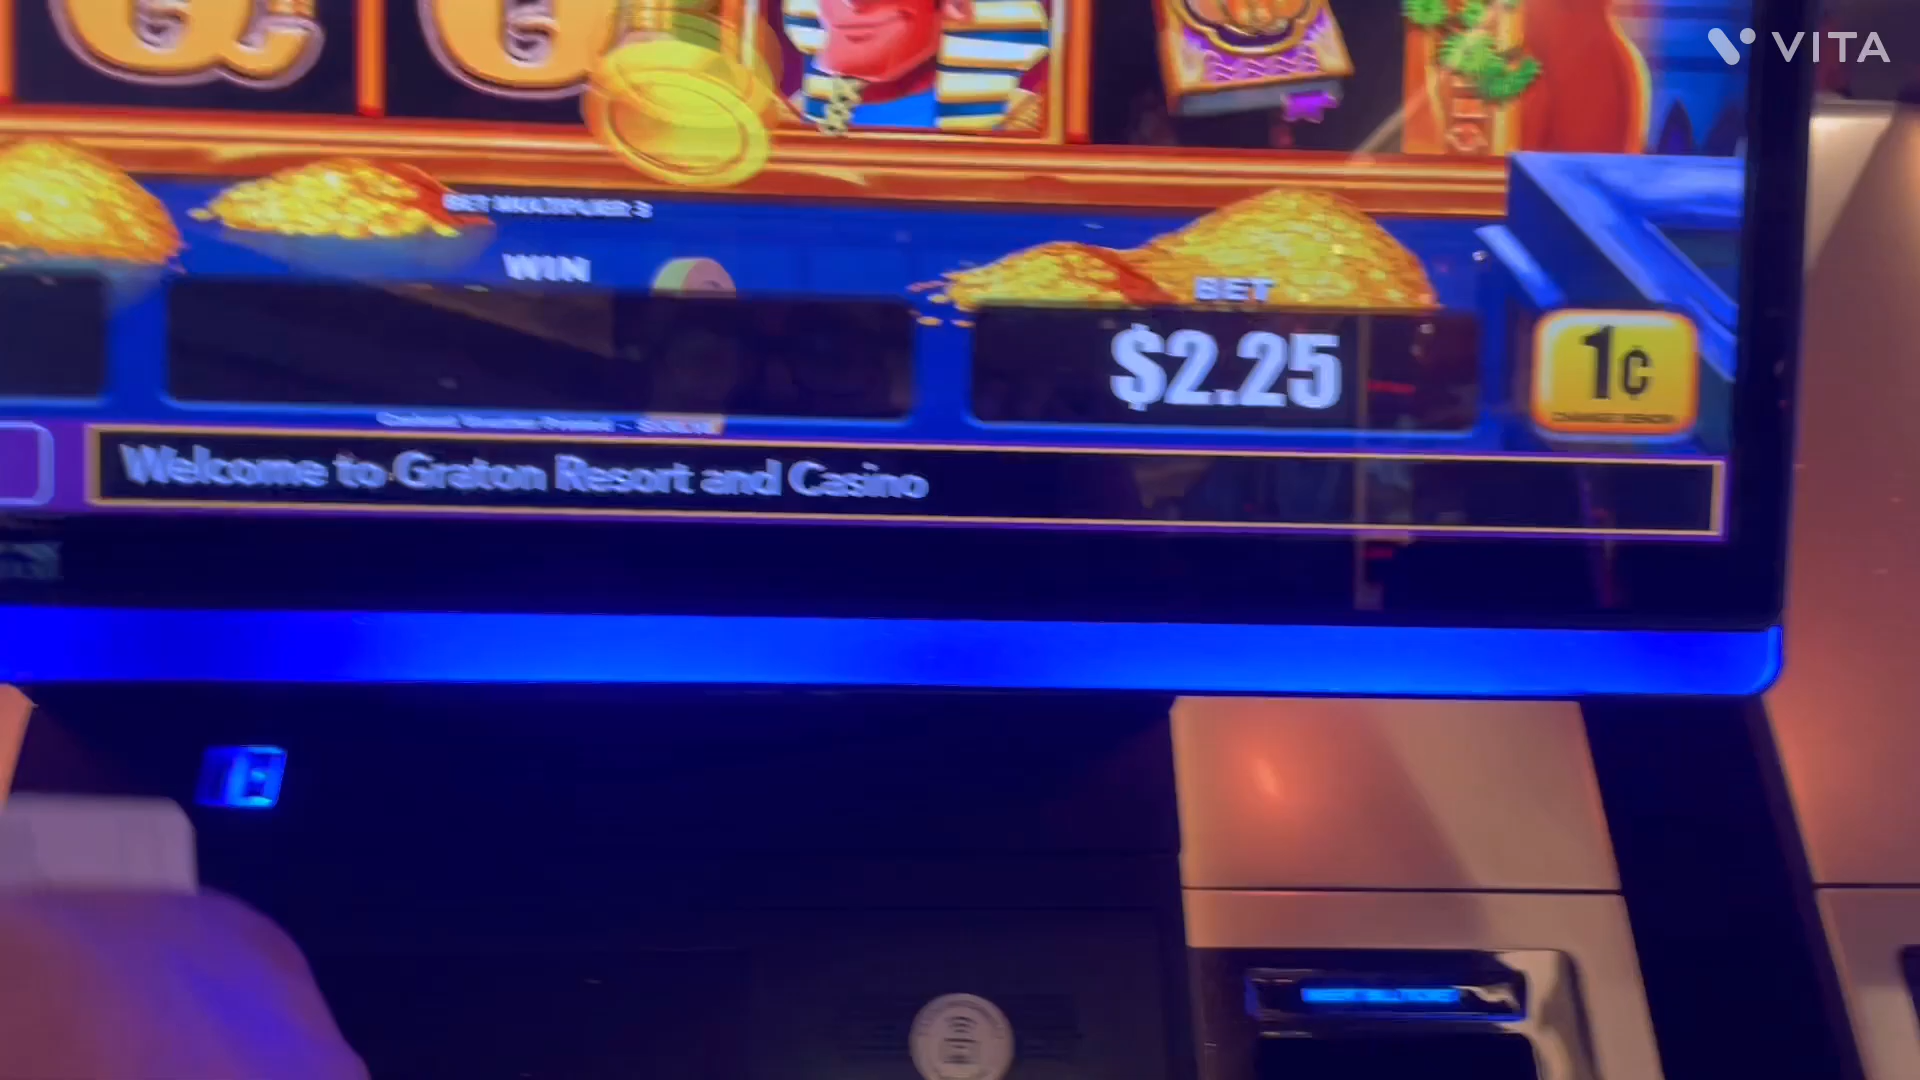 VITA
BET MULTIPLIER 3
WIN
BET
$2.25
1¢
Welcome to Graton Resort and Casino